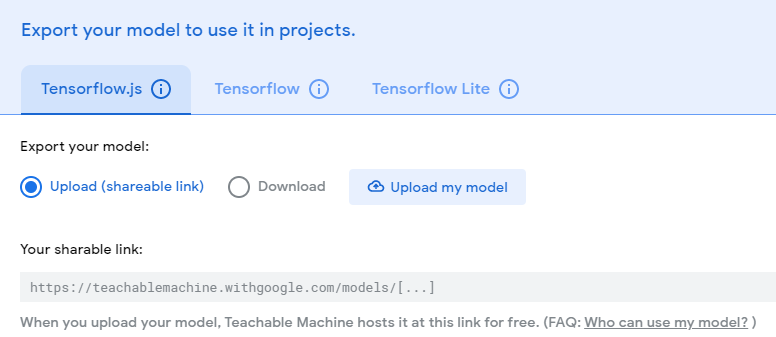 Export your model to use it in projects.
Tensorflow.js Tensorflow Tensorflow Lite
Export your model:
Upload (shareable link) Download Upload my model
Your sharable link:
https://teachablemachine.withgoogle.com/models/[...]
When you upload your model, Teachable Machine hosts it at this link for free. (FAQ: Who can use my model? )